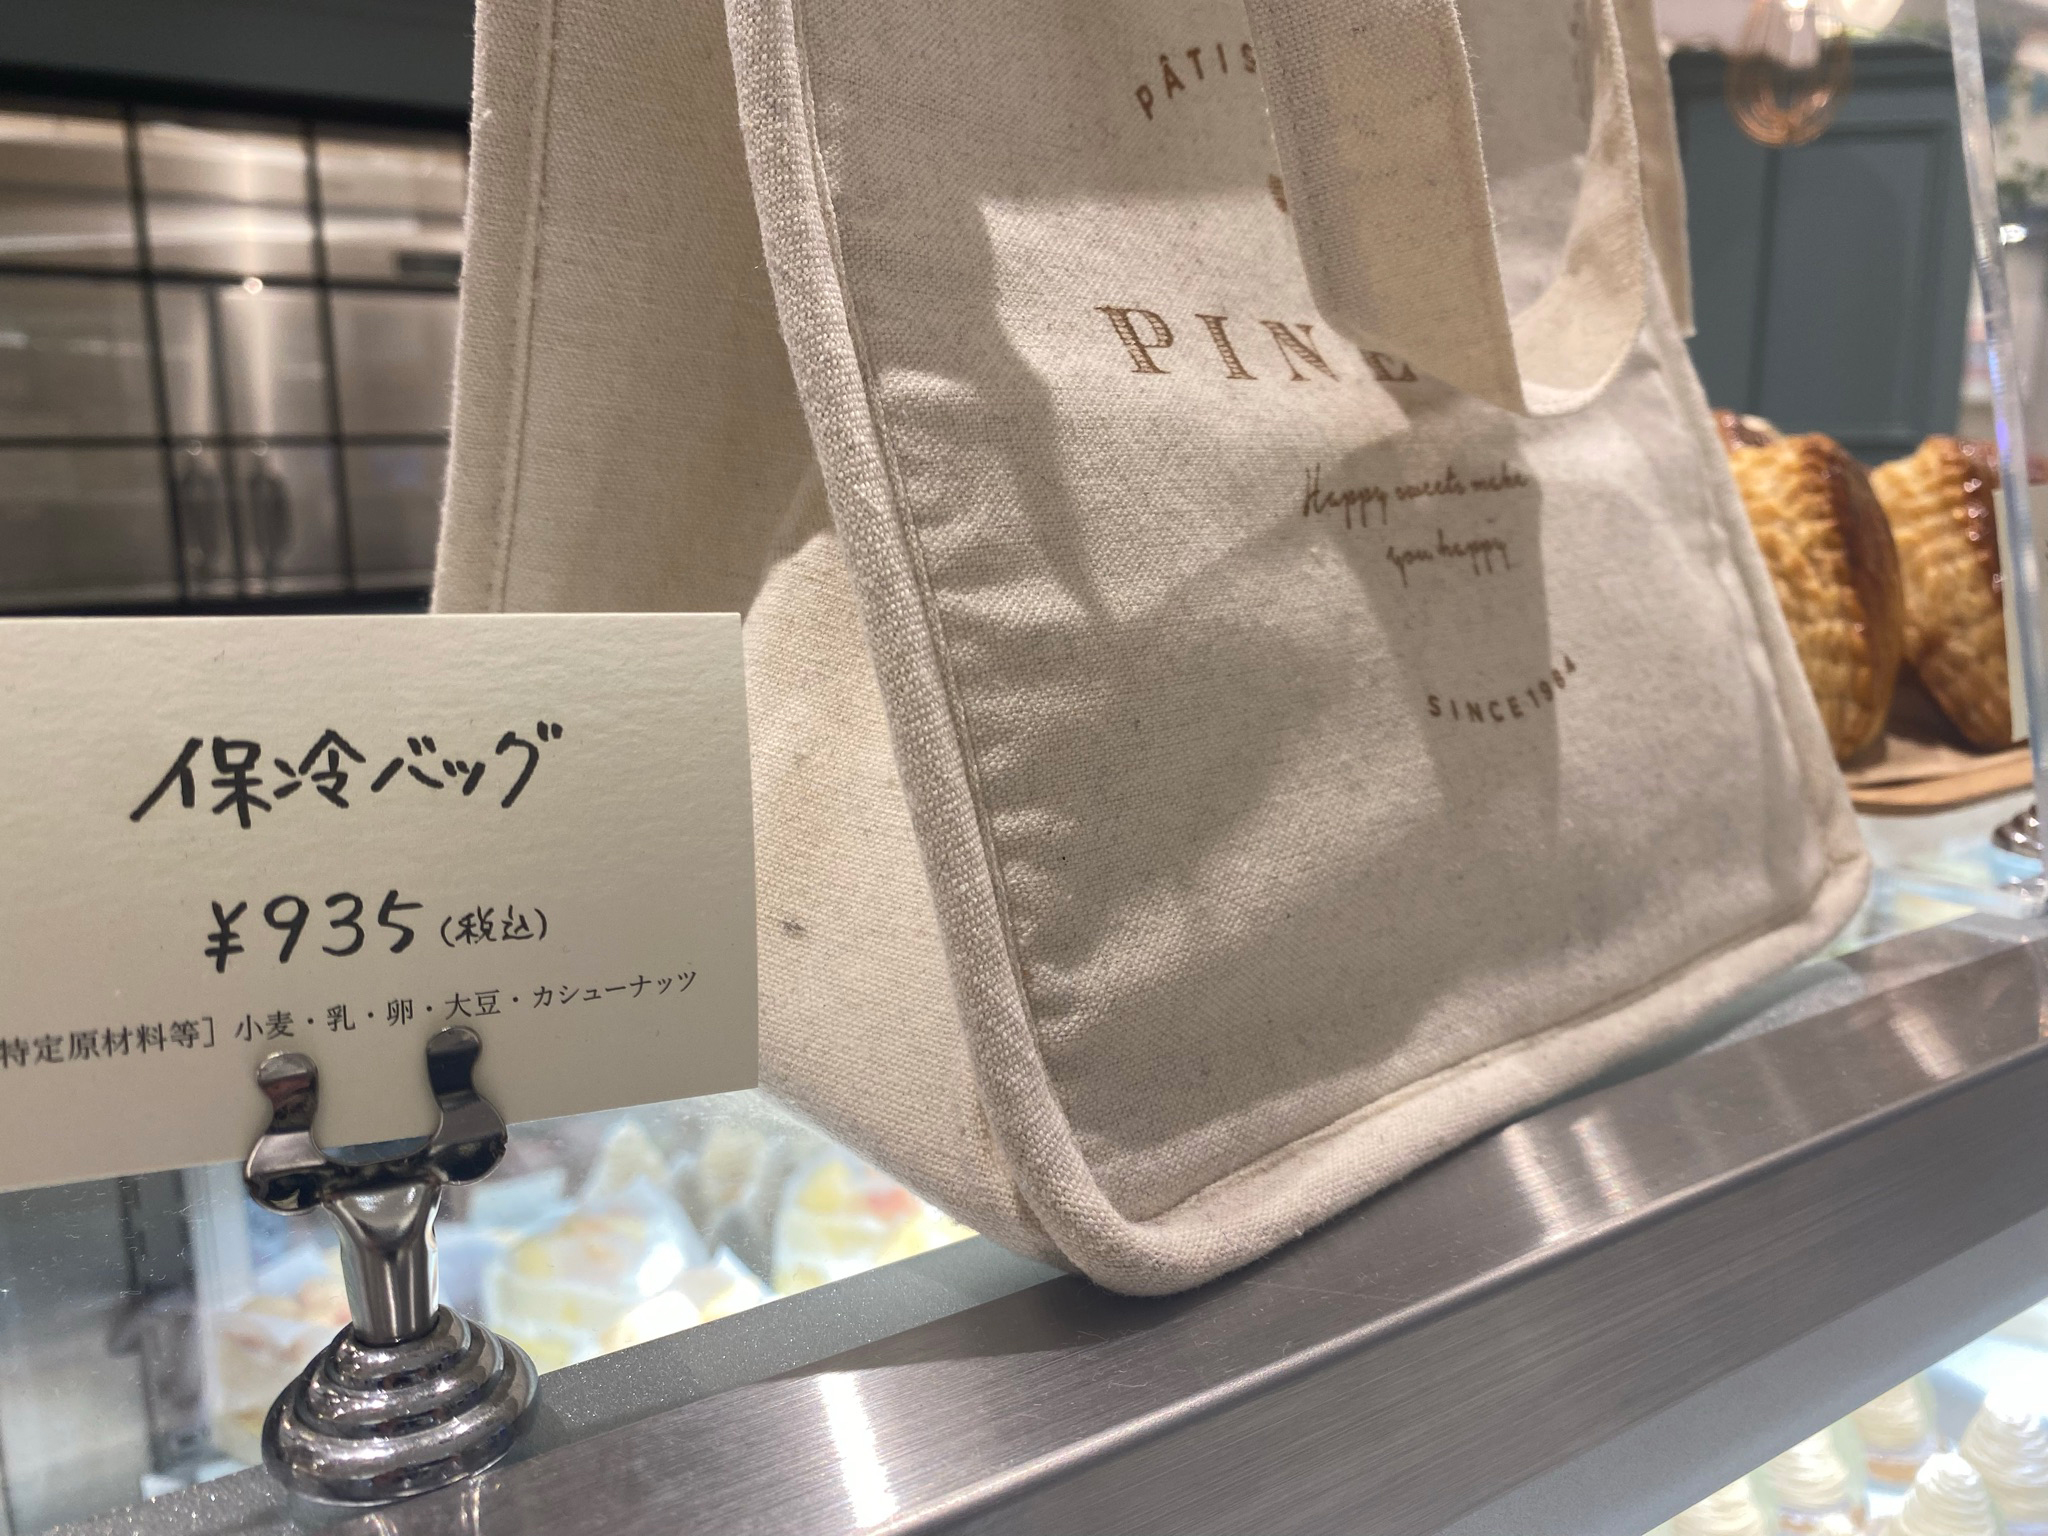 保冷バッグ
¥935(税込)
特定原材料等］小麦・乳・卵・大豆・カシューナッツ
PÂTIS
PINE
Happy sweets make
you happy
SINCE 1984